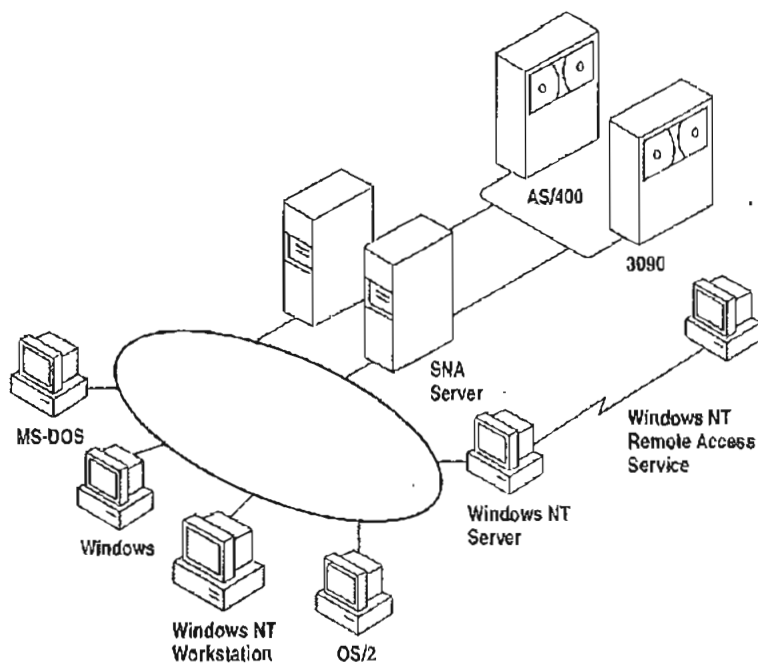 AS/400
3090
SNA
Server
MS-DOS
Windows NT
Remote Access
Service
Windows
Windows NT
Server
Windows NT
Workstation
OS/2